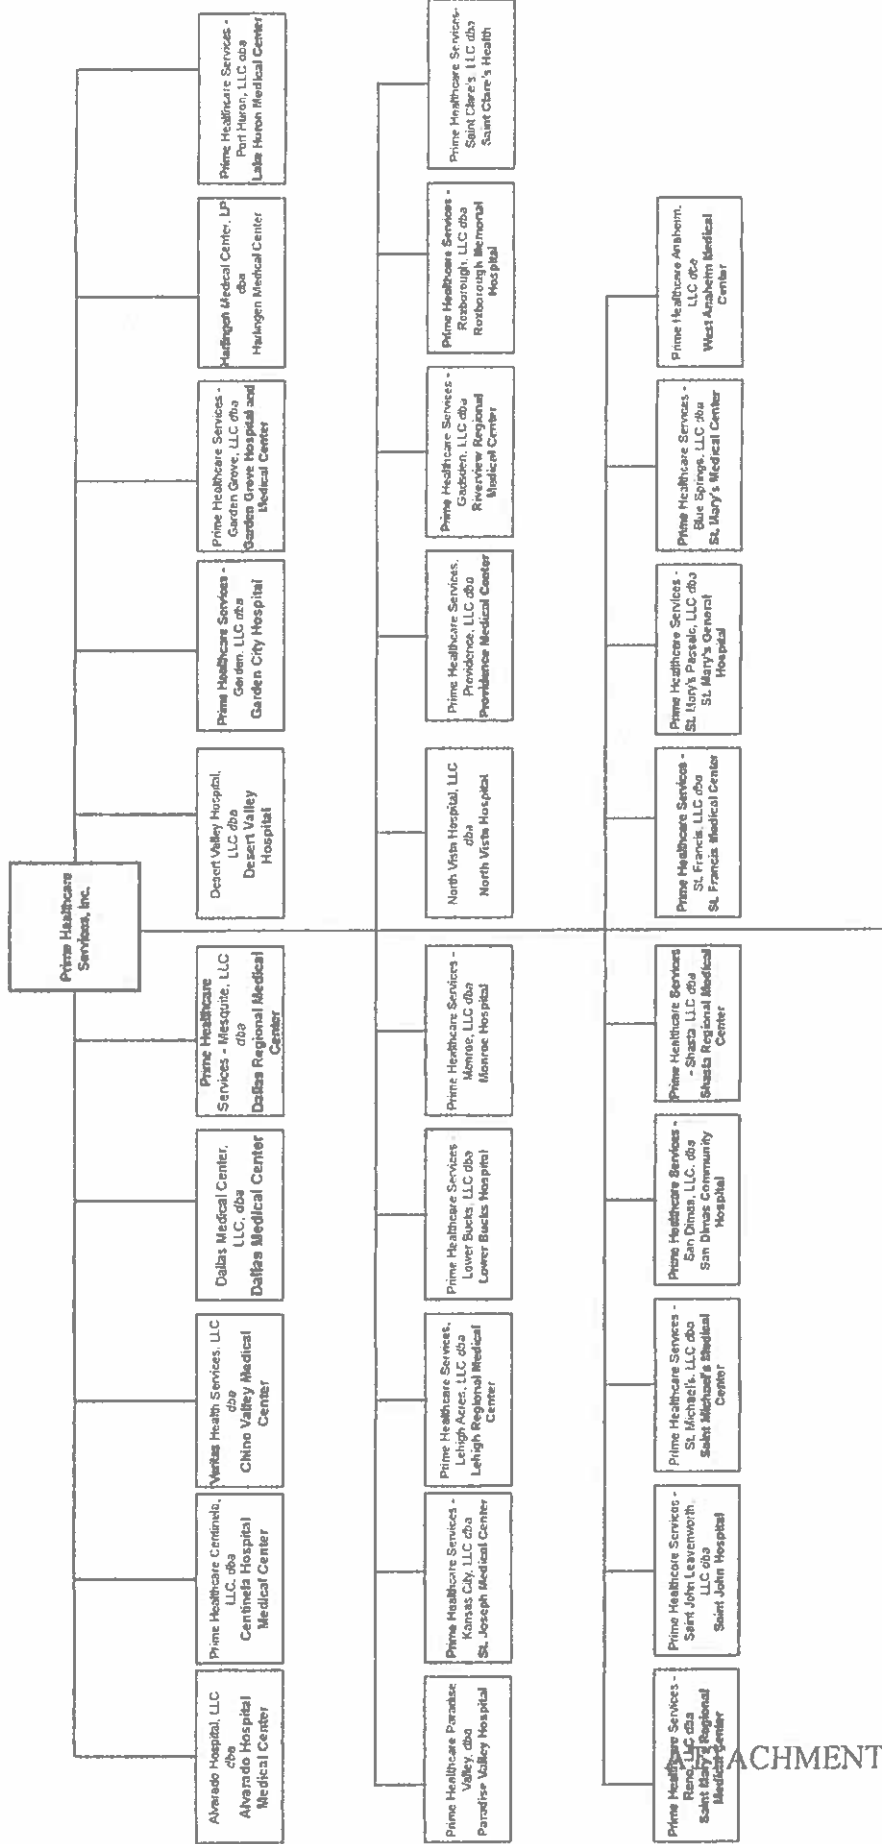 Prime Healthcare
Services, Inc.
Alvarado Hospital, LLC
dba
Alvarado Hospital
Medical Center
Prime Healthcare Centinela,
LLC, dba
Centinela Hospital
Medical Center
Veritas Health Services, LLC
dba
Chino Valley Medical
Center
Dallas Medical Center,
LLC, dba
Dallas Medical Center
Prime Healthcare
Services - Mesquite, LLC
dba
Dallas Regional Medical
Center
Desert Valley Hospital,
LLC dba
Desert Valley
Hospital
Prime Healthcare Services -
Garden, LLC dba
Garden City Hospital
Prime Healthcare Services -
Garden Grove, LLC dba
Garden Grove Hospital and
Medical Center
Harlingen Medical Center, LP
dba
Harlingen Medical Center
Prime Healthcare Services -
Port Huron, LLC dba
Lake Huron Medical Center
Prime Healthcare Paradise
Valley, dba
Paradise Valley Hospital
Prime Healthcare Services -
Kansas City, LLC dba
St. Joseph Medical Center
Prime Healthcare Services,
Lehigh Acres, LLC dba
Lehigh Regional Medical
Center
Prime Healthcare Services -
Lower Bucks, LLC dba
Lower Bucks Hospital
Prime Healthcare Services -
Monroe, LLC dba
Monroe Hospital
North Vista Hospital, LLC
dba
North Vista Hospital
Prime Healthcare Services,
Providence, LLC dba
Providence Medical Center
Prime Healthcare Services -
Gadsden, LLC dba
Riverview Regional
Medical Center
Prime Healthcare Services -
Roxborough, LLC dba
Roxborough Memorial
Hospital
Prime Healthcare Services-
Saint Clare's, LLC dba
Saint Clare's Health
Prime Healthcare Services -
Reno, LLC dba
Saint Mary's Regional
Medical Center
Prime Healthcare Services -
Saint John Leavenworth,
LLC dba
Saint John Hospital
Prime Healthcare Services -
St. Michael's, LLC dba
Saint Michael's Medical
Center
Prime Healthcare Services -
San Dimas, LLC, dba
San Dimas Community
Hospital
Prime Healthcare Services
- Shasta LLC dba
Shasta Regional Medical
Center
Prime Healthcare Services -
St. Francis, LLC dba
St. Francis Medical Center
Prime Healthcare Services -
St. Mary's Passaic, LLC dba
St. Mary's General
Hospital
Prime Healthcare Services -
Blue Springs, LLC dba
St. Mary's Medical Center
Prime Healthcare Anaheim,
LLC dba
West Anaheim Medical
Center
ATTACHMENT